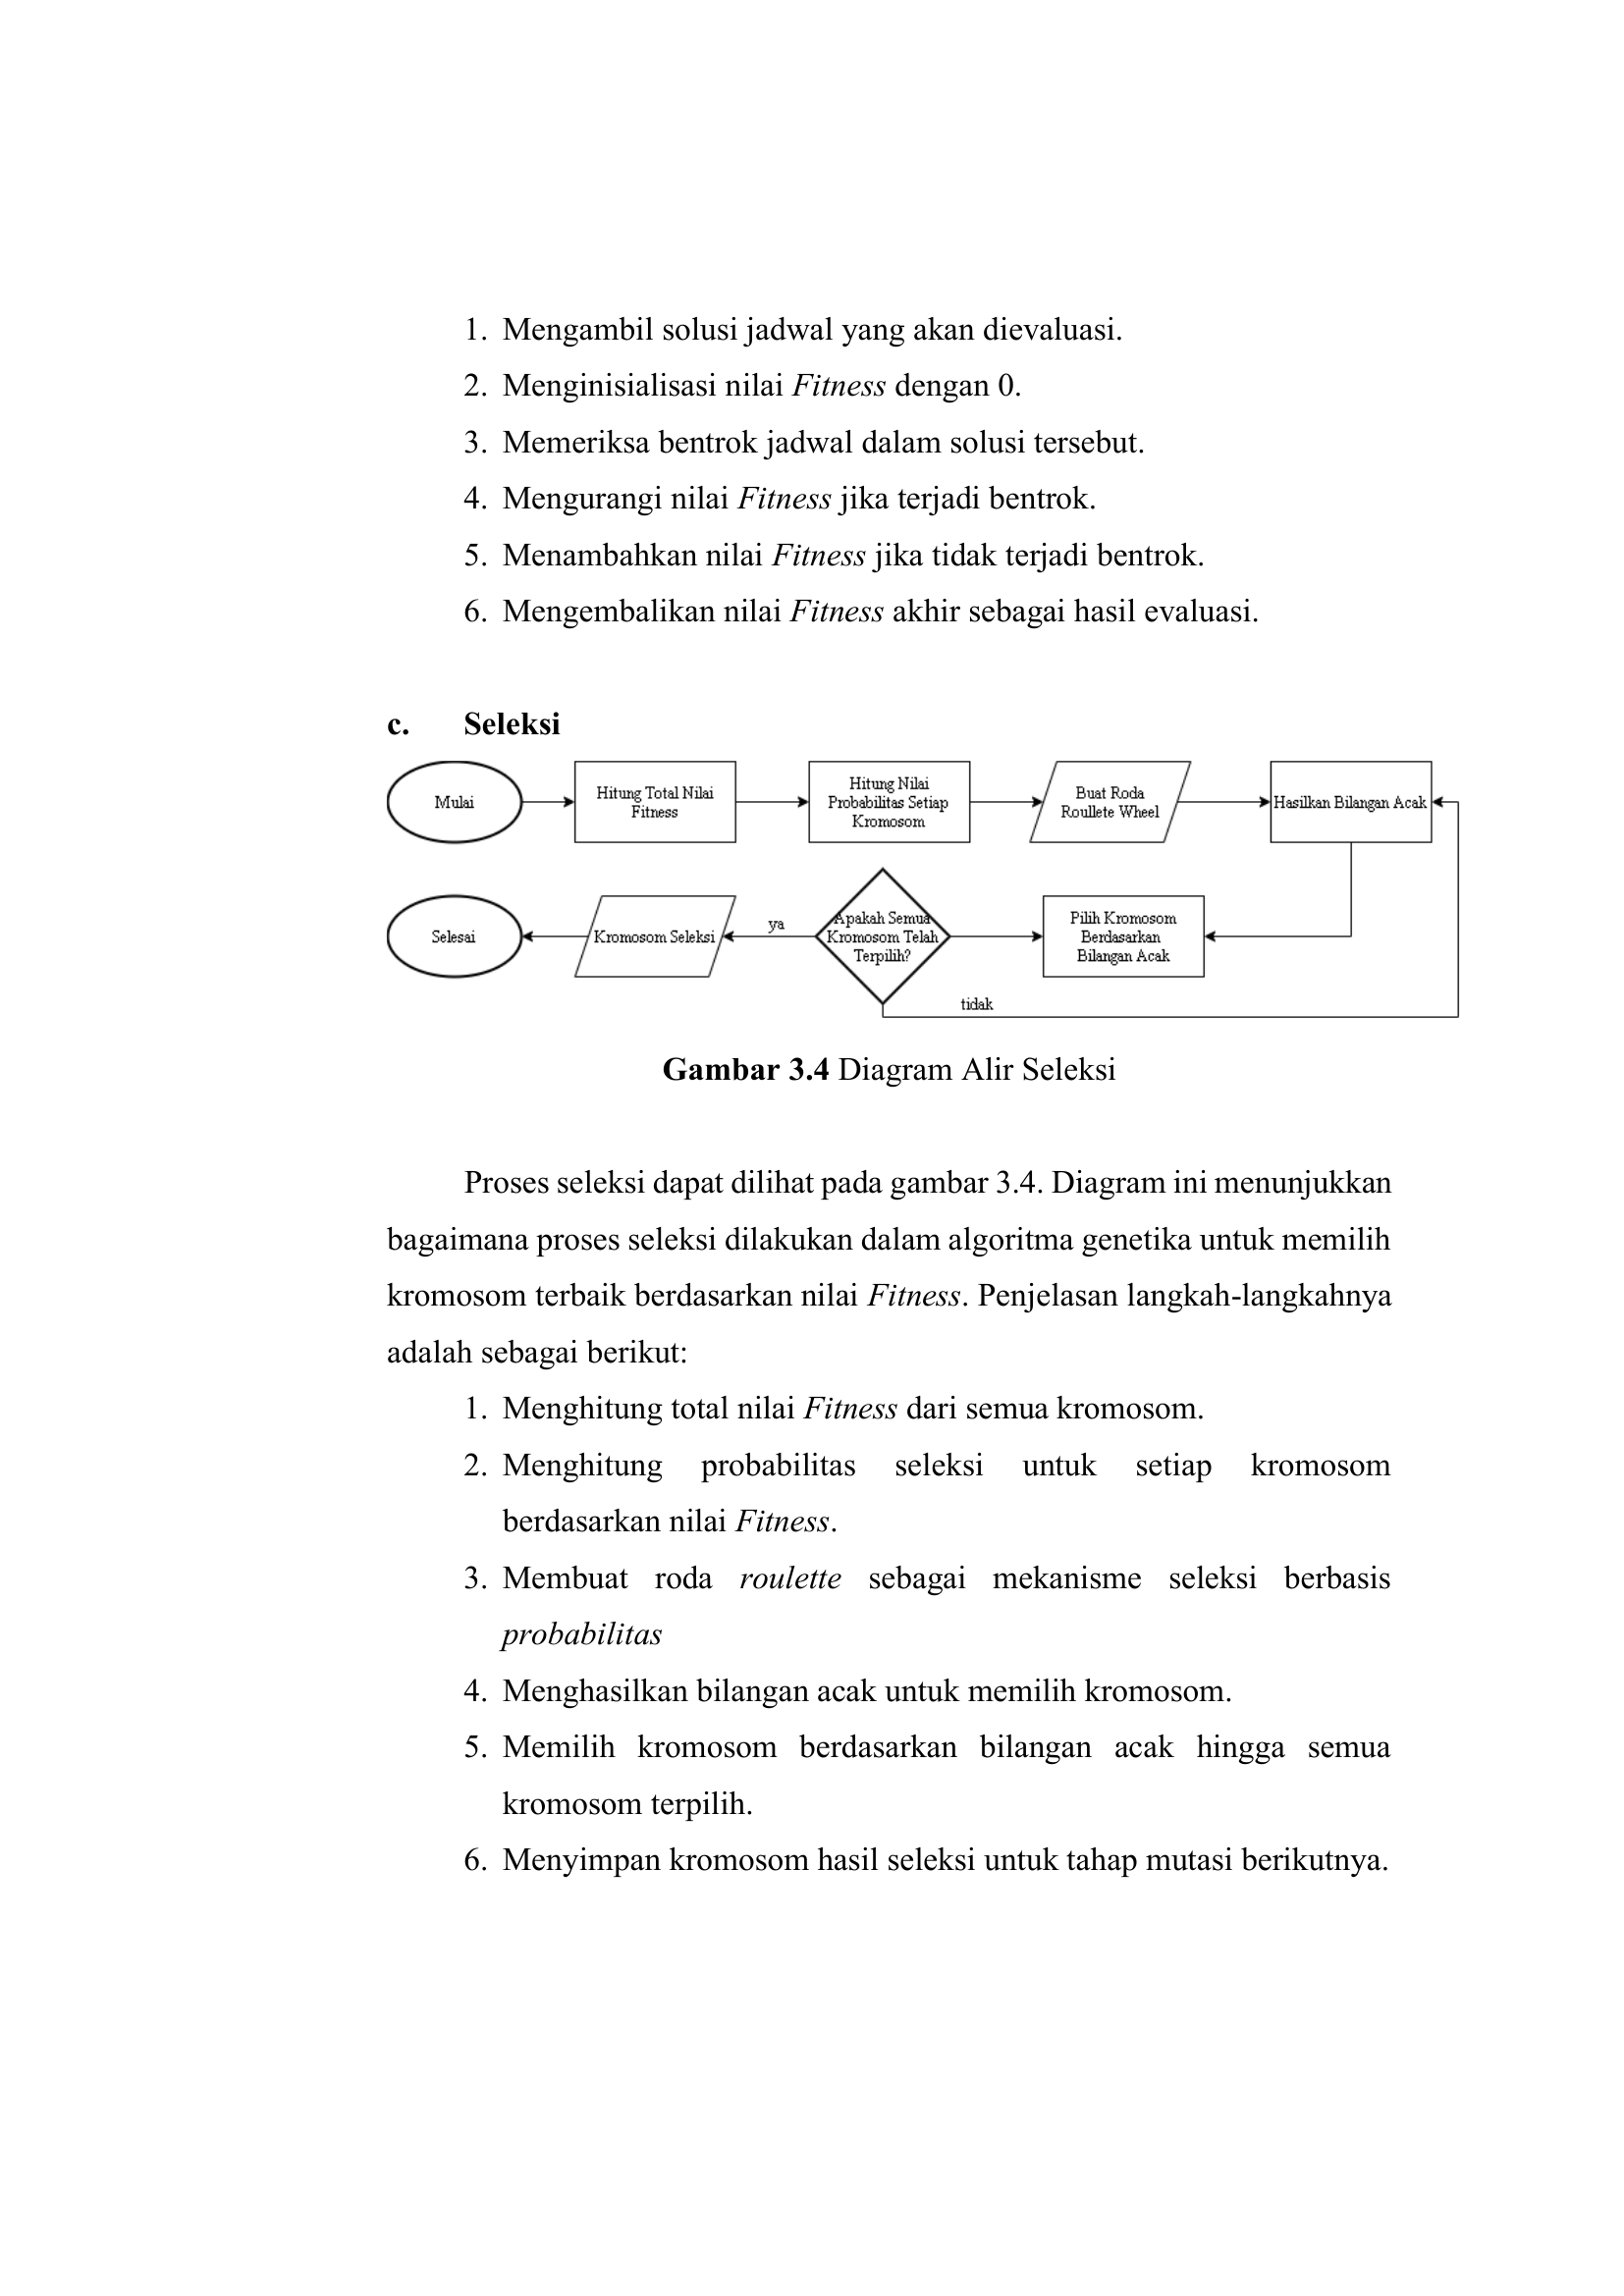 1. Mengambil solusi jadwal yang akan dievaluasi.
2. Menginisialisasi nilai Fitness dengan 0.
3. Memeriksa bentrok jadwal dalam solusi tersebut.
4. Mengurangi nilai Fitness jika terjadi bentrok.
5. Menambahkan nilai Fitness jika tidak terjadi bentrok.
6. Mengembalikan nilai Fitness akhir sebagai hasil evaluasi.
c. Seleksi
Mulai
Hitung Total Nilai
Fitness
Hitung Nilai
Probabilitas Setiap
Kromosom
Buat Roda
Roullete Wheel
Hasilkan Bilangan Acak
Selesai
Kromosom Seleksi
ya
Apakah Semua
Kromosom Telah
Terpilih?
Pilih Kromosom
Berdasarkan
Bilangan Acak
tidak
Gambar 3.4 Diagram Alir Seleksi
Proses seleksi dapat dilihat pada gambar 3.4. Diagram ini menunjukkan
bagaimana proses seleksi dilakukan dalam algoritma genetika untuk memilih
kromosom terbaik berdasarkan nilai Fitness. Penjelasan langkah-langkahnya
adalah sebagai berikut:
1. Menghitung total nilai Fitness dari semua kromosom.
2. Menghitung probabilitas seleksi untuk setiap kromosom
berdasarkan nilai Fitness.
3. Membuat roda roulette sebagai mekanisme seleksi berbasis
probabilitas
4. Menghasilkan bilangan acak untuk memilih kromosom.
5. Memilih kromosom berdasarkan bilangan acak hingga semua
kromosom terpilih.
6. Menyimpan kromosom hasil seleksi untuk tahap mutasi berikutnya.